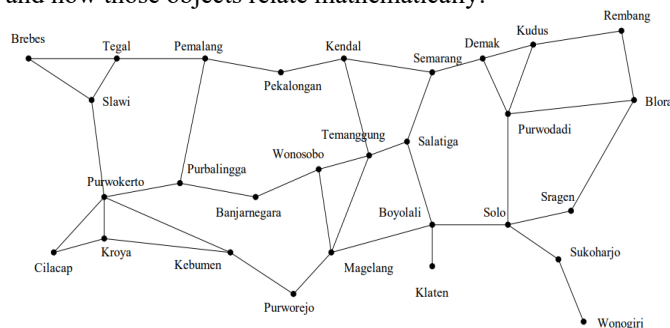 and how those objects relate mathematically.
Rembang
Kudus
Brebes
Tegal
Pemalang
Kendal
Demak
Semarang
Pekalongan
Slawi
Blora
Temanggung
Purwodadi
Salatiga
Wonosobo
Purbalingga
Purwokerto
Sragen
Banjarnegara
Boyolali
Solo
Kroya
Sukoharjo
Cilacap
Kebumen
Magelang
Klaten
Purworejo
Wonogiri